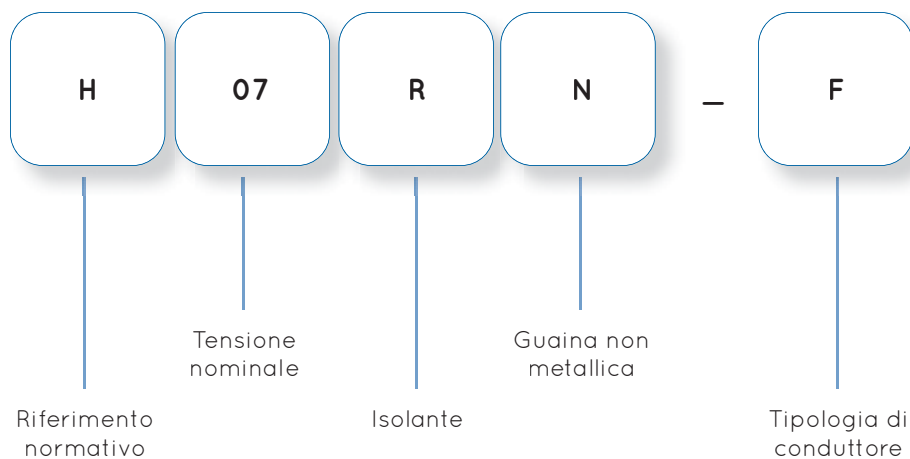 H 07 R N – F
Tensione
nominale
Guaina non
metallica
Riferimento
normativo
Isolante
Tipologia di
conduttore